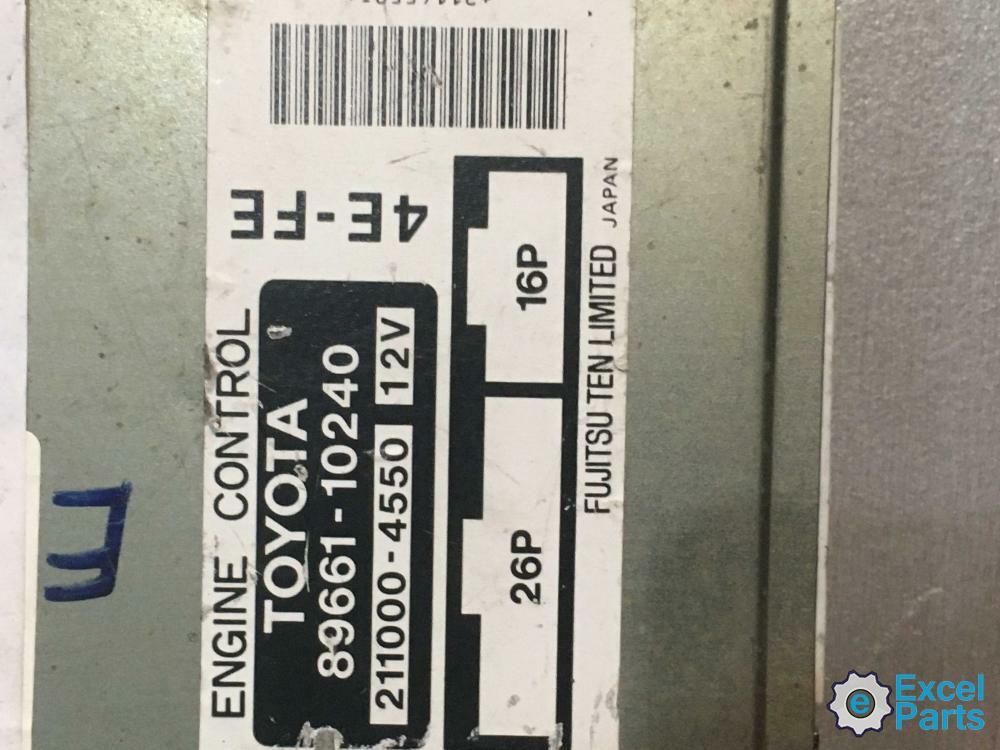 ENGINE CONTROL
4E-FE
TOYOTA
89661-10240
211000-4550 12V
26P
16P
FUJITSU TEN LIMITED JAPAN
e
Excel
Parts